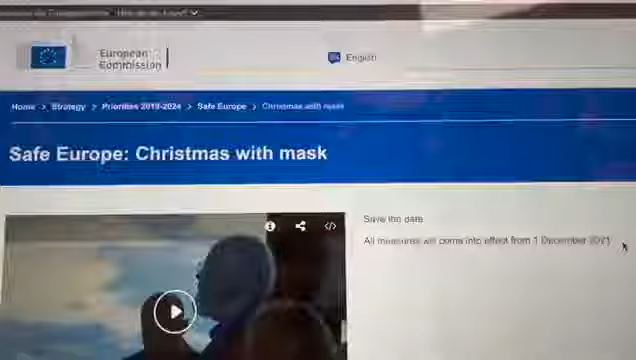 European
Commission
English
Home > Strategy > Priorities 2019-2024 > Safe Europe > Christmas with mask
Safe Europe: Christmas with mask
Save the date
All measures will come into effect from 1 December 2021